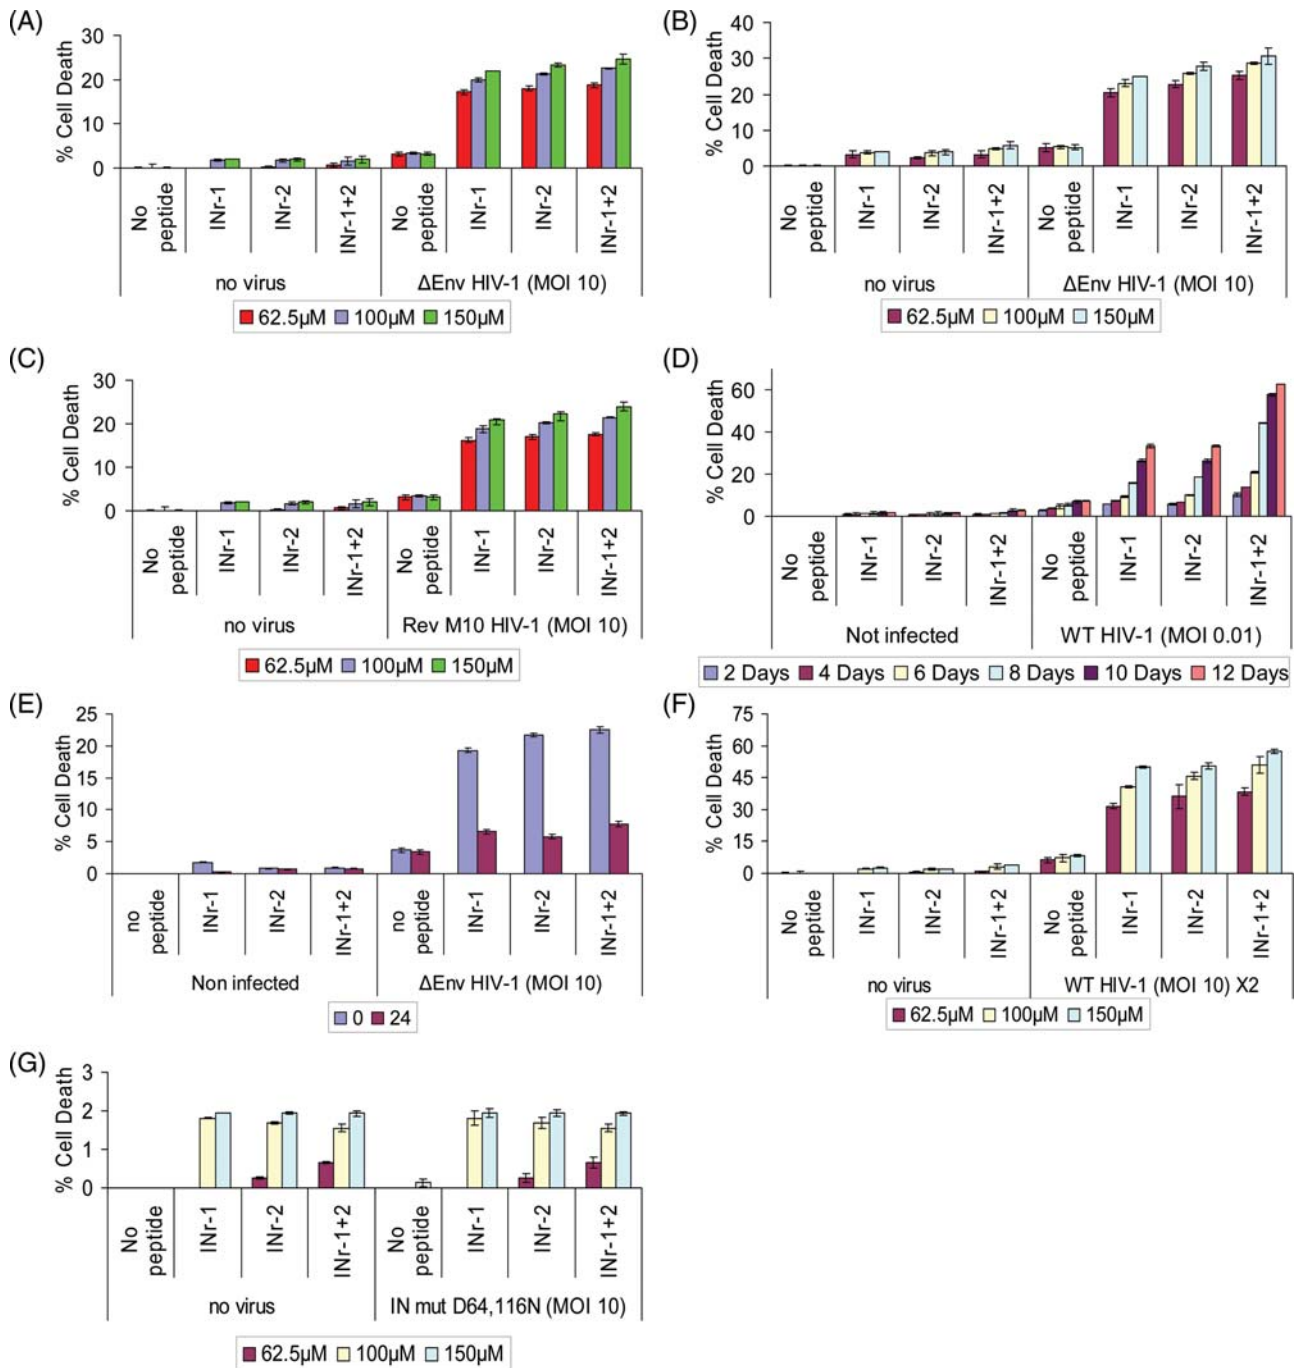 (A)
% Cell Death
30
20
10
0
No peptide
INr-1
INr-2
INr-1+2
No peptide
INr-1
INr-2
INr-1+2
no virus
ΔEnv HIV-1 (MOI 10)
62.5µM 100µM 150µM
(B)
% Cell Death
40
30
20
10
0
No peptide
INr-1
INr-2
INr-1+2
No peptide
INr-1
INr-2
INr-1+2
no virus
ΔEnv HIV-1 (MOI 10)
62.5µM 100µM 150µM
(C)
% Cell Death
30
20
10
0
No peptide
INr-1
INr-2
INr-1+2
No peptide
INr-1
INr-2
INr-1+2
no virus
Rev M10 HIV-1 (MOI 10)
62.5µM 100µM 150µM
(D)
% Cell Death
60
40
20
0
No peptide
INr-1
INr-2
INr-1+2
No peptide
INr-1
INr-2
INr-1+2
Not infected
WT HIV-1 (MOI 0.01)
2 Days 4 Days 6 Days 8 Days 10 Days 12 Days
(E)
% Cell Death
25
20
15
10
5
0
no peptide
INr-1
INr-2
INr-1+2
no peptide
INr-1
INr-2
INr-1+2
Non infected
ΔEnv HIV-1 (MOI 10)
0 24
(F)
% Cell Death
75
60
45
30
15
0
No peptide
INr-1
INr-2
INr-1+2
No peptide
INr-1
INr-2
INr-1+2
no virus
WT HIV-1 (MOI 10) X2
62.5µM 100µM 150µM
(G)
% Cell Death
3
2
1
0
No peptide
INr-1
INr-2
INr-1+2
No peptide
INr-1
INr-2
INr-1+2
no virus
IN mut D64,116N (MOI 10)
62.5µM 100µM 150µM